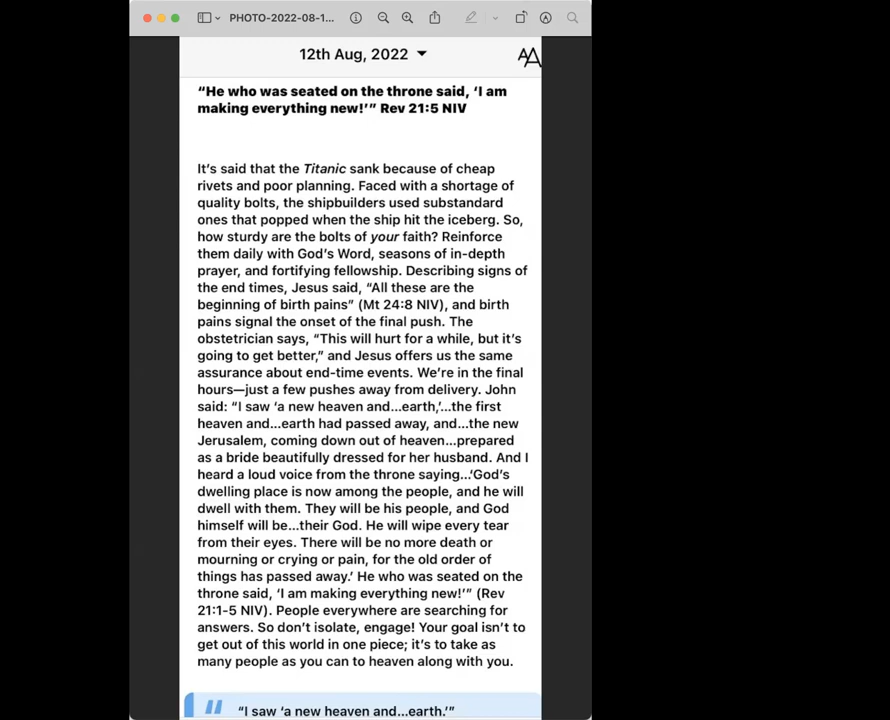 PHOTO-2022-08-1...
12th Aug, 2022
AA
“He who was seated on the throne said, ‘I am
making everything new!’” Rev 21:5 NIV
It’s said that the Titanic sank because of cheap
rivets and poor planning. Faced with a shortage of
quality bolts, the shipbuilders used substandard
ones that popped when the ship hit the iceberg. So,
how sturdy are the bolts of your faith? Reinforce
them daily with God’s Word, seasons of in-depth
prayer, and fortifying fellowship. Describing signs of
the end times, Jesus said, “All these are the
beginning of birth pains” (Mt 24:8 NIV), and birth
pains signal the onset of the final push. The
obstetrician says, “This will hurt for a while, but it’s
going to get better,” and Jesus offers us the same
assurance about end-time events. We’re in the final
hours—just a few pushes away from delivery. John
said: “I saw ‘a new heaven and...earth,’...the first
heaven and...earth had passed away, and...the new
Jerusalem, coming down out of heaven...prepared
as a bride beautifully dressed for her husband. And I
heard a loud voice from the throne saying...‘God’s
dwelling place is now among the people, and he will
dwell with them. They will be his people, and God
himself will be...their God. He will wipe every tear
from their eyes. There will be no more death or
mourning or crying or pain, for the old order of
things has passed away.’ He who was seated on the
throne said, ‘I am making everything new!’” (Rev
21:1-5 NIV). People everywhere are searching for
answers. So don’t isolate, engage! Your goal isn’t to
get out of this world in one piece; it’s to take as
many people as you can to heaven along with you.
“I saw ‘a new heaven and...earth.’”